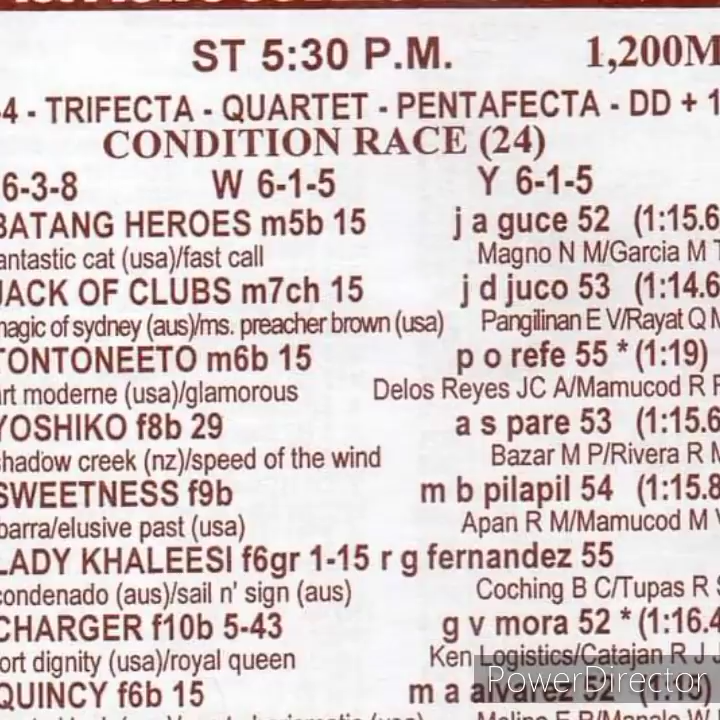 ST 5:30 P.M. 1,200M
4 - TRIFECTA - QUARTET - PENTAFECTA - DD + 1
CONDITION RACE (24)
6-3-8 W 6-1-5 Y 6-1-5
BATANG HEROES m5b 15 j a guce 52 (1:15.6
antastic cat (usa)/fast call Magno N M/Garcia M
JACK OF CLUBS m7ch 15 j d juco 53 (1:14.6
magic of sydney (aus)/ms. preacher brown (usa) Pangilinan E V/Rayat Q M
TONTONEETO m6b 15 p o refe 55 * (1:19)
art moderne (usa)/glamorous Delos Reyes JC A/Mamucod R
YOSHIKO f8b 29 a s pare 53 (1:15.6
shadow creek (nz)/speed of the wind Bazar M P/Rivera R M
SWEETNESS f9b m b pilapil 54 (1:15.8
barra/elusive past (usa) Apan R M/Mamucod M
LADY KHALEESI f6gr 1-15 r g fernandez 55
condenado (aus)/sail n' sign (aus) Coching B C/Tupas R
CHARGER f10b 5-43 g v mora 52 * (1:16.4
ort dignity (usa)/royal queen Ken Logistics/Catajan R J
QUINCY f6b 15 m a alvarez 52
PowerDirector